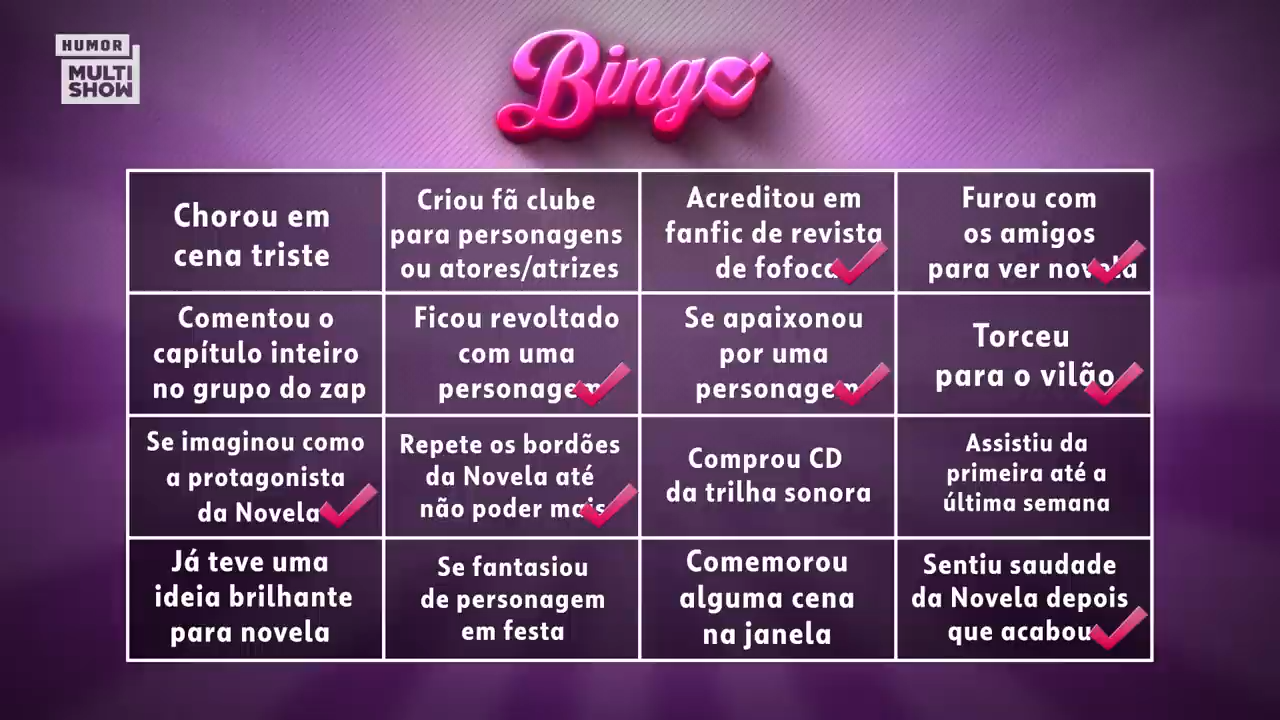 HUMOR
MULTI
SHOW
Bingo
Chorou em
cena triste
Criou fã clube
para personagens
ou atores/atrizes
Acreditou em
fanfic de revista
de fofoca
Furou com
os amigos
para ver novela
Comentou o
capítulo inteiro
no grupo do zap
Ficou revoltado
com uma
personagem
Se apaixonou
por uma
personagem
Torceu
para o vilão
Se imaginou como
a protagonista
da Novela
Repete os bordões
da Novela até
não poder mais
Comprou CD
da trilha sonora
Assistiu da
primeira até a
última semana
Já teve uma
ideia brilhante
para novela
Se fantasiou
de personagem
em festa
Comemorou
alguma cena
na janela
Sentiu saudade
da Novela depois
que acabou